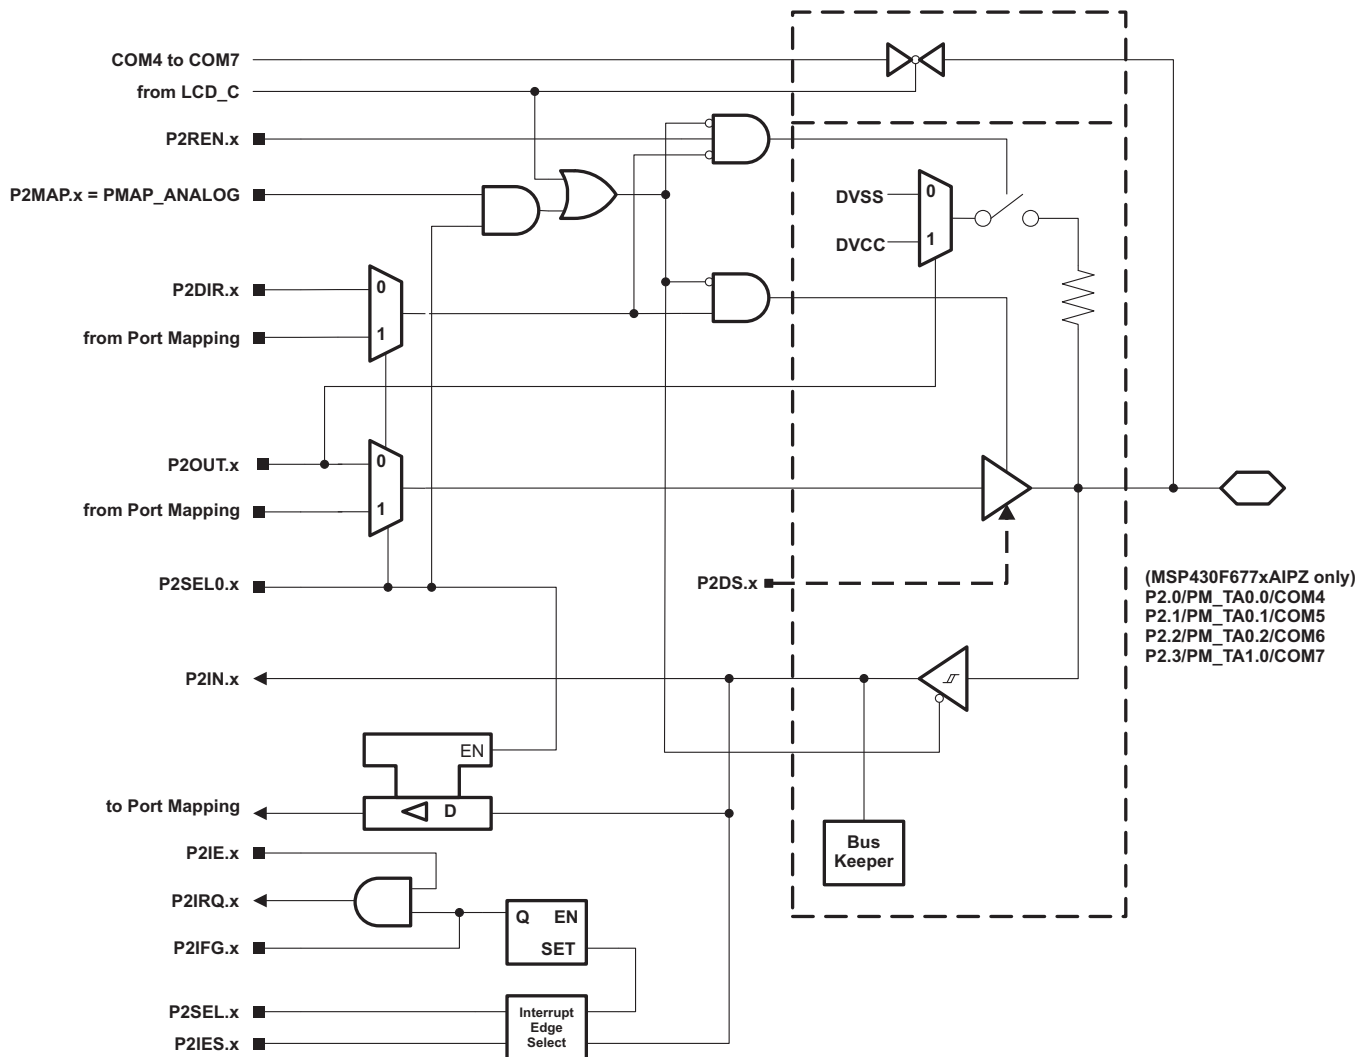 COM4 to COM7
from LCD_C
P2REN.x
P2MAP.x = PMAP_ANALOG
DVSS
0
DVCC
1
P2DIR.x
0
from Port Mapping
1
P2OUT.x
0
from Port Mapping
1
P2SEL0.x
P2DS.x
(MSP430F677xAIPZ only)
P2.0/PM_TA0.0/COM4
P2.1/PM_TA0.1/COM5
P2.2/PM_TA0.2/COM6
P2.3/PM_TA1.0/COM7
P2IN.x
EN
to Port Mapping
D
Bus
Keeper
P2IE.x
P2IRQ.x
Q EN
SET
P2IFG.x
P2SEL.x
P2IES.x
Interrupt
Edge
Select